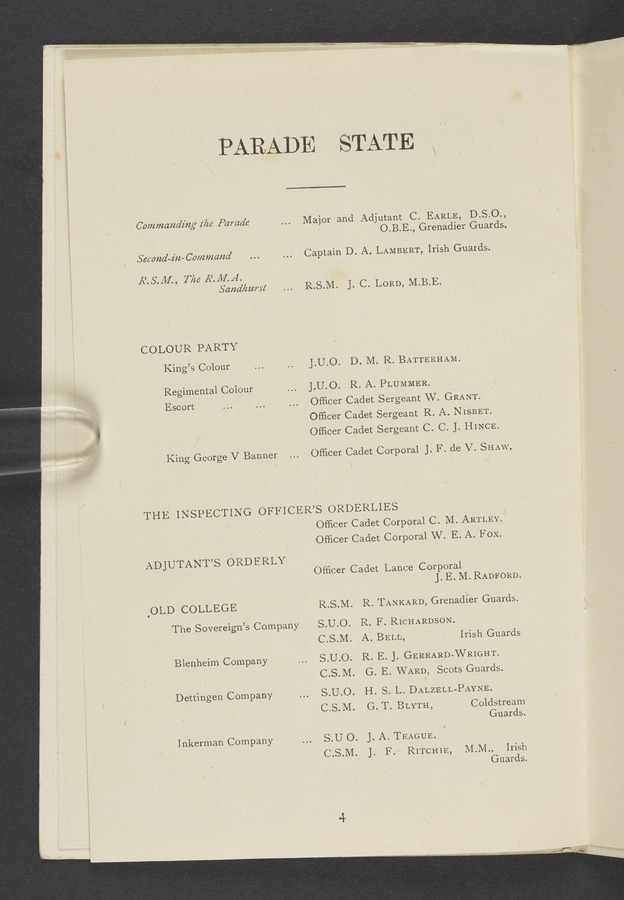 PARADE STATE
Commanding the Parade ... Major and Adjutant C. EARLE, D.S.O.,
O.B.E., Grenadier Guards.
Second-in-Command ... ... Captain D. A. LAMBERT, Irish Guards.
R.S.M., The R.M.A.
Sandhurst ... R.S.M. J. C. LORD, M.B.E.
COLOUR PARTY
King's Colour ... .. J.U.O. D. M. R. BATTERHAM.
Regimental Colour ... J.U.O. R. A. PLUMMER.
Escort ... ... ... Officer Cadet Sergeant W. GRANT.
Officer Cadet Sergeant R. A. NISBET.
Officer Cadet Sergeant C. C. J. HINCE.
King George V Banner ... Officer Cadet Corporal J. F. de V. SHAW.
THE INSPECTING OFFICER'S ORDERLIES
Officer Cadet Corporal C. M. ARTLEY.
Officer Cadet Corporal W. E. A. FOX.
ADJUTANT'S ORDERLY Officer Cadet Lance Corporal
J. E. M. RADFORD.
OLD COLLEGE R.S.M. R. TANKARD, Grenadier Guards.
The Sovereign's Company S.U.O. R. F. RICHARDSON.
C.S.M. A. BELL, Irish Guards
Blenheim Company ... S.U.O. R. E. J. GERRARD-WRIGHT.
C.S.M. G. E. WARD, Scots Guards.
Dettingen Company ... S.U.O. H. S. L. DALZELL-PAYNE.
C.S.M. G. T. BLYTH, Coldstream
Guards.
Inkerman Company ... S.U O. J. A. TEAGUE.
C.S.M. J. F. RITCHIE, M.M., Irish
Guards.
4